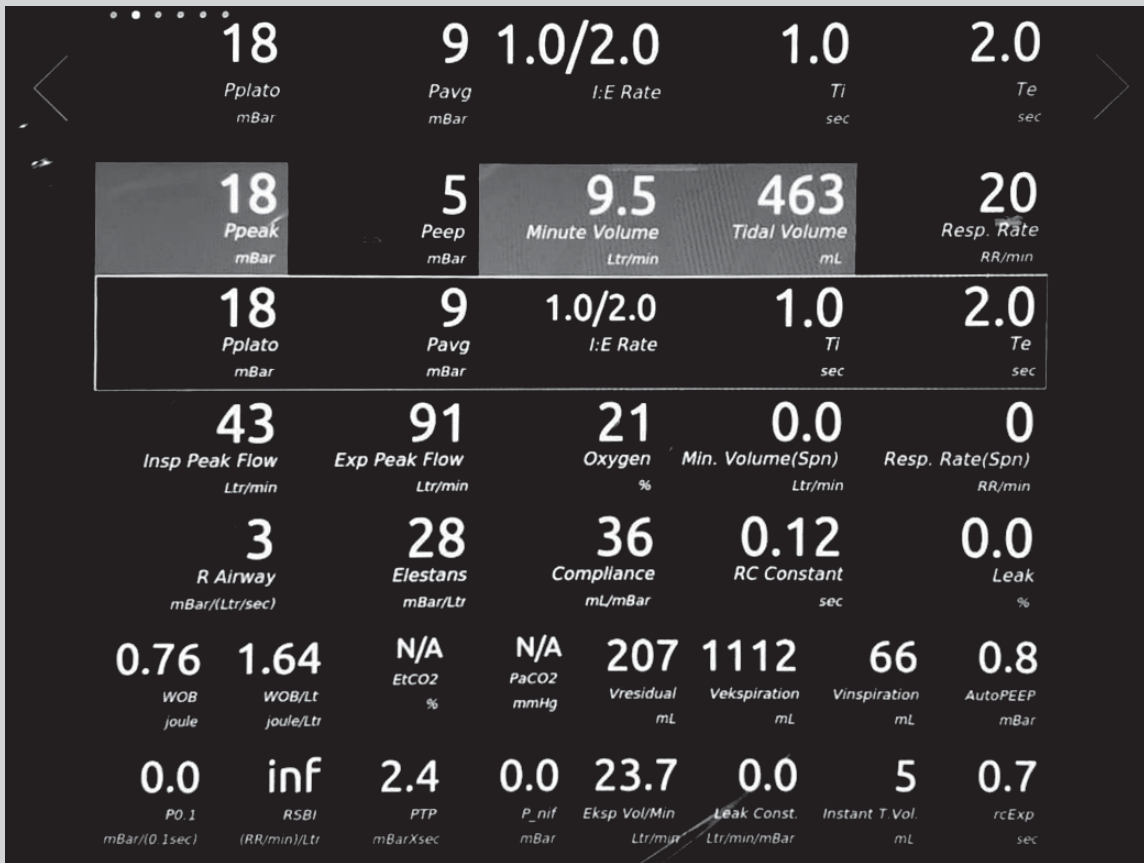 18 9 1.0/2.0 1.0 2.0
Pplato Pavg I:E Rate Ti Te
mBar mBar sec sec
18 5 9.5 463 20
Ppeak Peep Minute Volume Tidal Volume Resp. Rate
mBar mBar Ltr/min mL RR/min
18 9 1.0/2.0 1.0 2.0
Pplato Pavg I:E Rate Ti Te
mBar mBar sec sec
43 91 21 0.0 0
Insp Peak Flow Exp Peak Flow Oxygen Min. Volume(Spn) Resp. Rate(Spn)
Ltr/min Ltr/min % Ltr/min RR/min
3 28 36 0.12 0.0
R Airway Elestans Compliance RC Constant Leak
mBar/(Ltr/sec) mBar/Ltr mL/mBar sec %
0.76 1.64 N/A N/A 207 1112 66 0.8
WOB WOB/Lt EtCO2 PaCO2 Vresidual Vekspiration Vinspiration AutoPEEP
joule joule/Ltr % mmHg mL mL mL mBar
0.0 inf 2.4 0.0 23.7 0.0 5 0.7
P0.1 RSBI PTP P_nif Eksp Vol/Min Leak Const. Instant T.Vol. rcExp
mBar/(0.1sec) (RR/min)/Ltr mBarXsec mBar Ltr/min Ltr/min/mBar mL sec